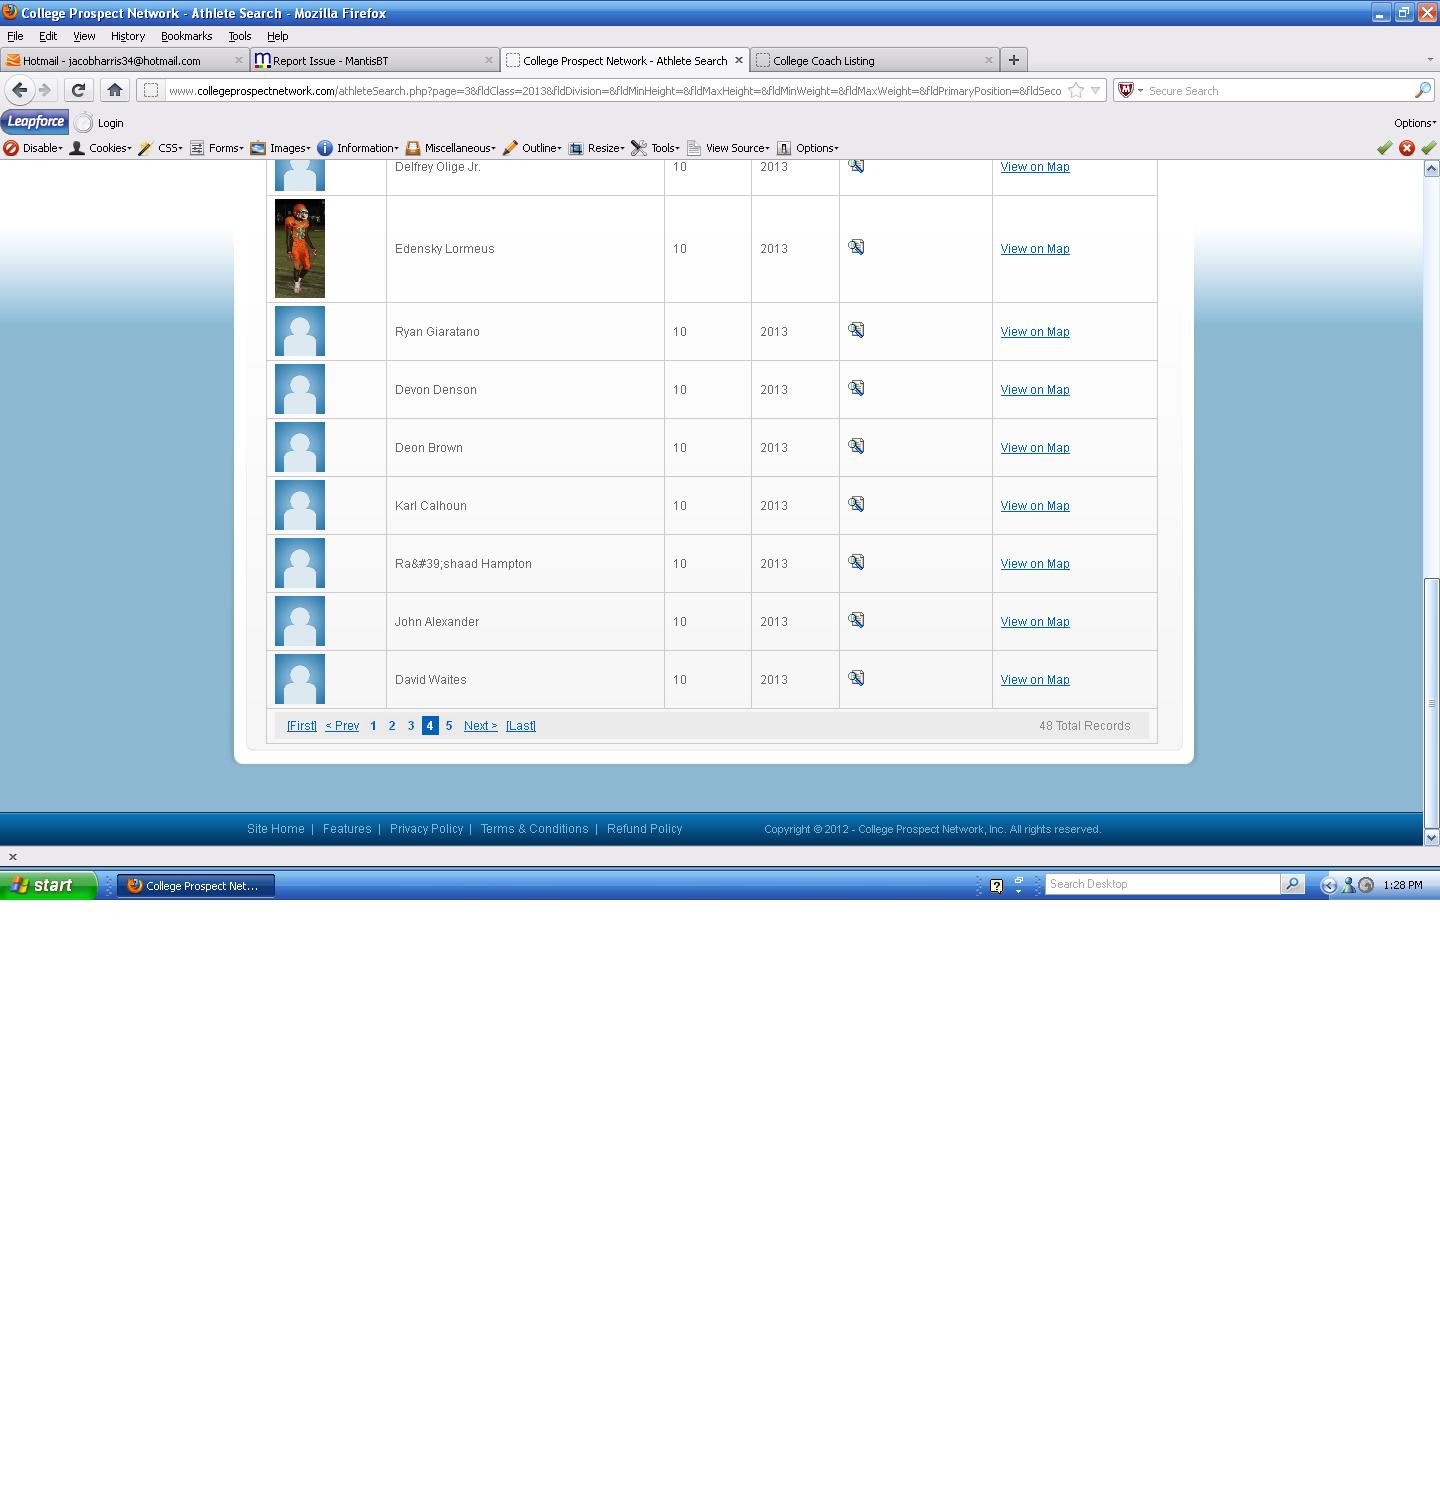 College Prospect Network - Athlete Search - Mozilla Firefox
File Edit View History Bookmarks Tools Help
Hotmail - jacobharris34@hotmail.com Report Issue - MantisBT College Prospect Network - Athlete Search College Coach Listing
www.collegeprospectnetwork.com/athleteSearch.php?page=3&fldClass=2013&fldDivision=&fldMinHeight=&fldMaxHeight=&fldMinWeight=&fldMaxWeight=&fldPrimaryPosition=&fldSeco Secure Search
Leapforce Login Options
Disable Cookies CSS Forms Images Information Miscellaneous Outline Resize Tools View Source Options
Delfrey Olige Jr. 10 2013 View on Map
Edensky Lormeus 10 2013 View on Map
Ryan Giaratano 10 2013 View on Map
Devon Denson 10 2013 View on Map
Deon Brown 10 2013 View on Map
Karl Calhoun 10 2013 View on Map
Ra&#39;shaad Hampton 10 2013 View on Map
John Alexander 10 2013 View on Map
David Waites 10 2013 View on Map
[First] < Prev 1 2 3 4 5 Next > [Last] 48 Total Records
Site Home | Features | Privacy Policy | Terms & Conditions | Refund Policy Copyright © 2012 - College Prospect Network, Inc. All rights reserved.
x
start College Prospect Net... Search Desktop 1:28 PM